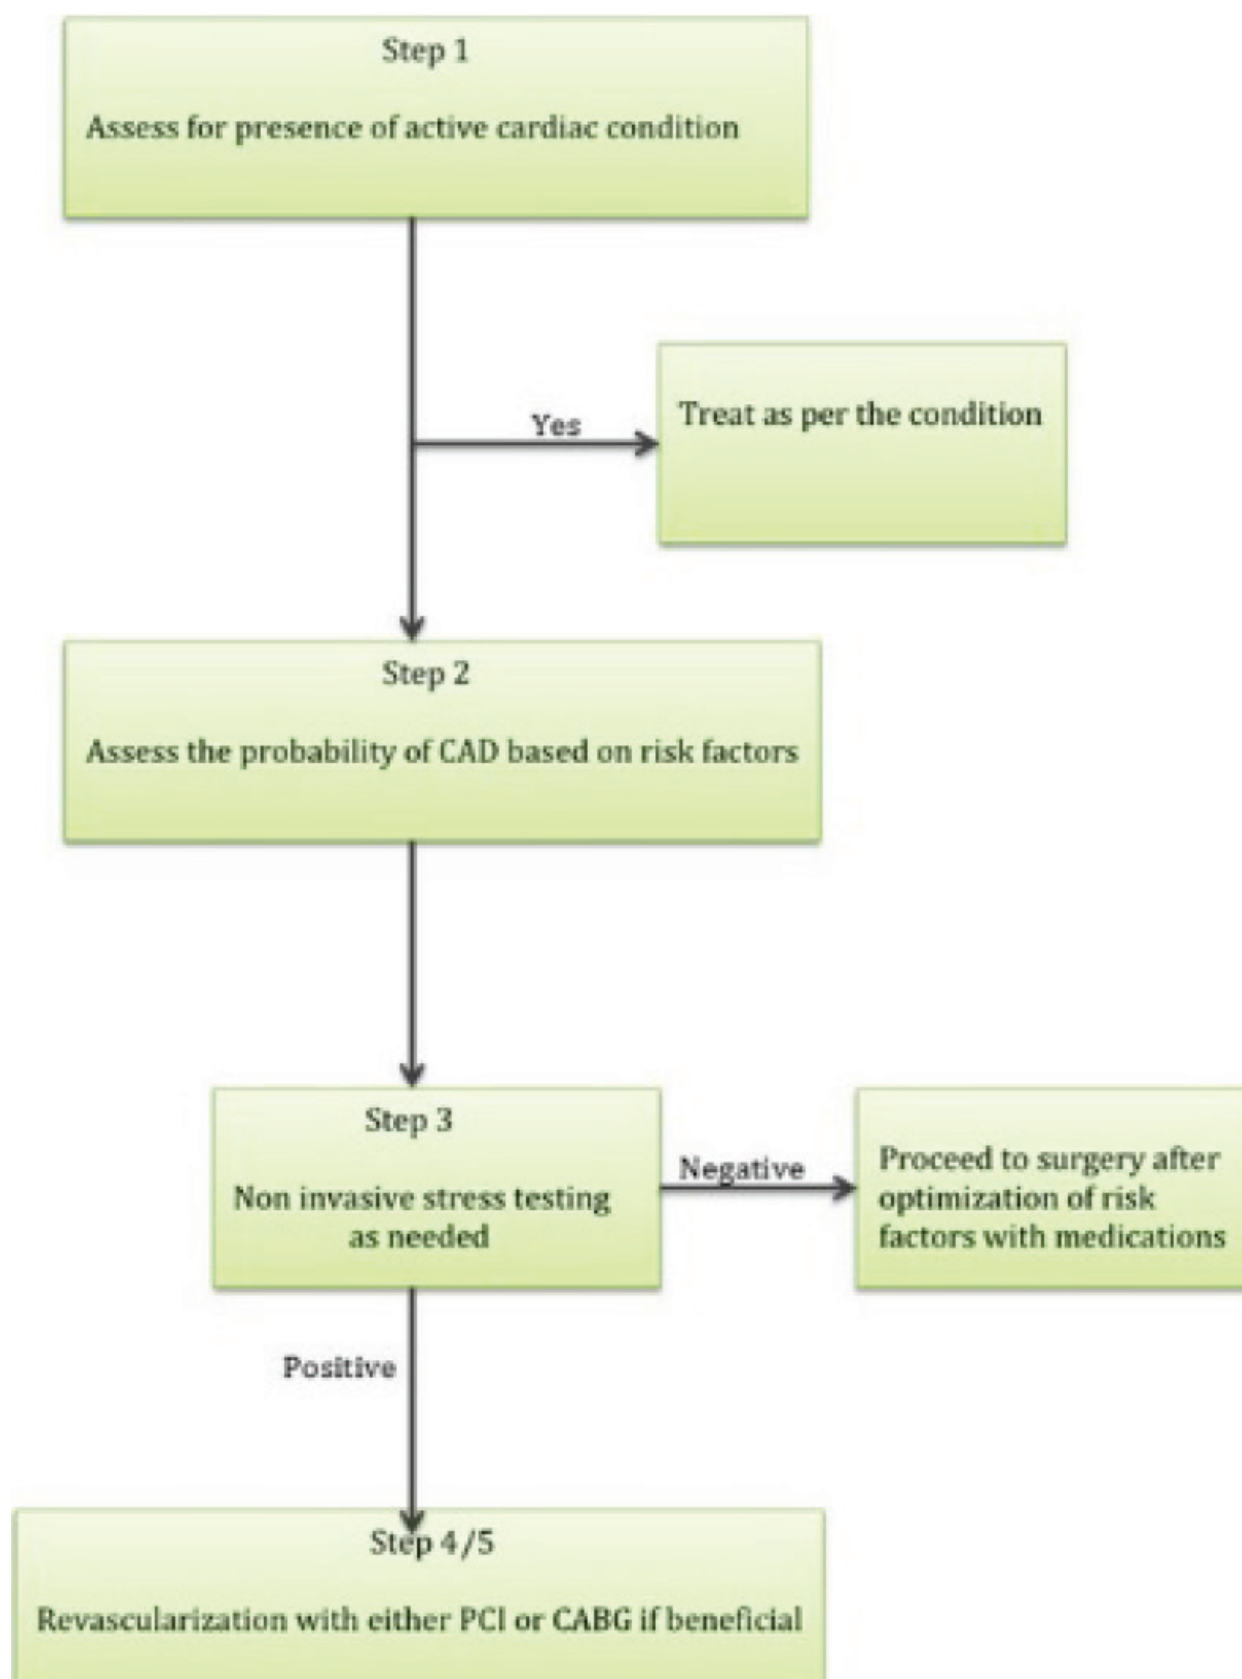 Step 1
Assess for presence of active cardiac condition
Yes
Treat as per the condition
Step 2
Assess the probability of CAD based on risk factors
Step 3
Non invasive stress testing
as needed
Negative
Proceed to surgery after
optimization of risk
factors with medications
Positive
Step 4/5
Revascularization with either PCI or CABG if beneficial